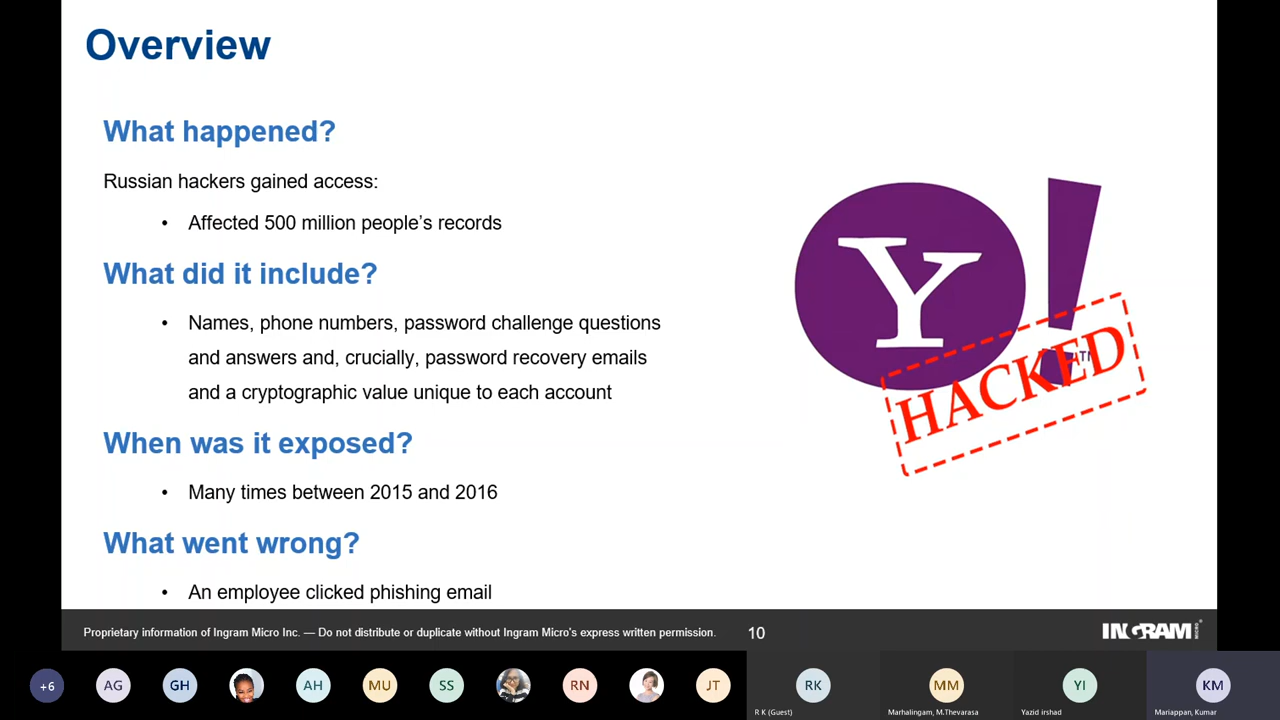 Overview
What happened?
Russian hackers gained access:
• Affected 500 million people's records
What did it include?
• Names, phone numbers, password challenge questions
and answers and, crucially, password recovery emails
and a cryptographic value unique to each account
When was it exposed?
• Many times between 2015 and 2016
What went wrong?
• An employee clicked phishing email
Y!
TM
HACKED
Proprietary information of Ingram Micro Inc. — Do not distribute or duplicate without Ingram Micro's express written permission.
10
INGRAM MICRO®
+6
AG
GH
AH
MU
SS
RN
JT
RK
R K (Guest)
MM
Marhalingam, M.Thevarasa
YI
Yazid irshad
KM
Mariappan, Kumar